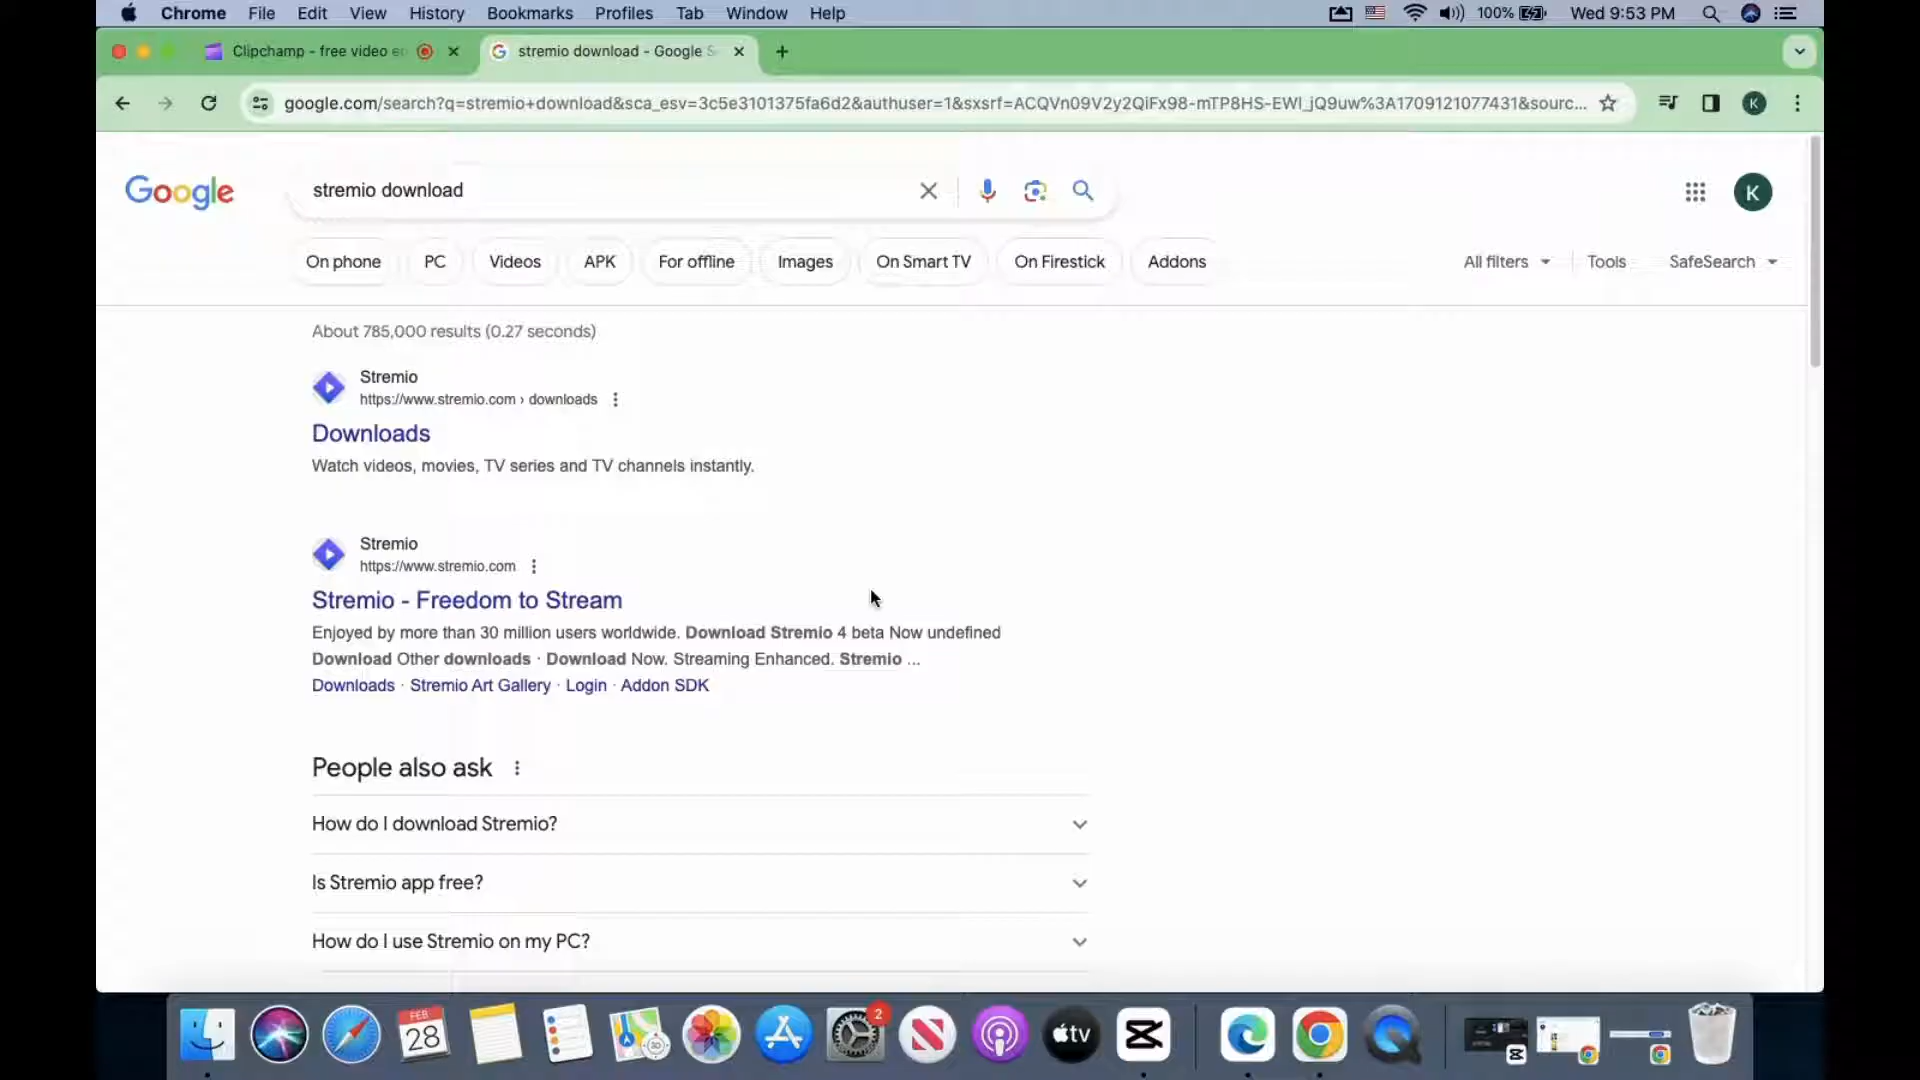 Chrome File Edit View History Bookmarks Profiles Tab Window Help 100% Wed 9:53 PM
Clipchamp - free video e stremio download - Google S
google.com/search?q=stremio+download&sca_esv=3c5e3101375fa6d2&authuser=1&sxsrf=ACQVn09V2y2QiFx98-mTP8HS-EWl_jQ9uw%3A1709121077431&sourc...
Google stremio download K
On phone PC Videos APK For offline Images On Smart TV On Firestick Addons All filters Tools SafeSearch
About 785,000 results (0.27 seconds)
Stremio
https://www.stremio.com › downloads
Downloads
Watch videos, movies, TV series and TV channels instantly.
Stremio
https://www.stremio.com
Stremio - Freedom to Stream
Enjoyed by more than 30 million users worldwide. Download Stremio 4 beta Now undefined
Download Other downloads · Download Now. Streaming Enhanced. Stremio ...
Downloads · Stremio Art Gallery · Login · Addon SDK
People also ask
How do I download Stremio?
Is Stremio app free?
How do I use Stremio on my PC?
FEB
28
2
tv